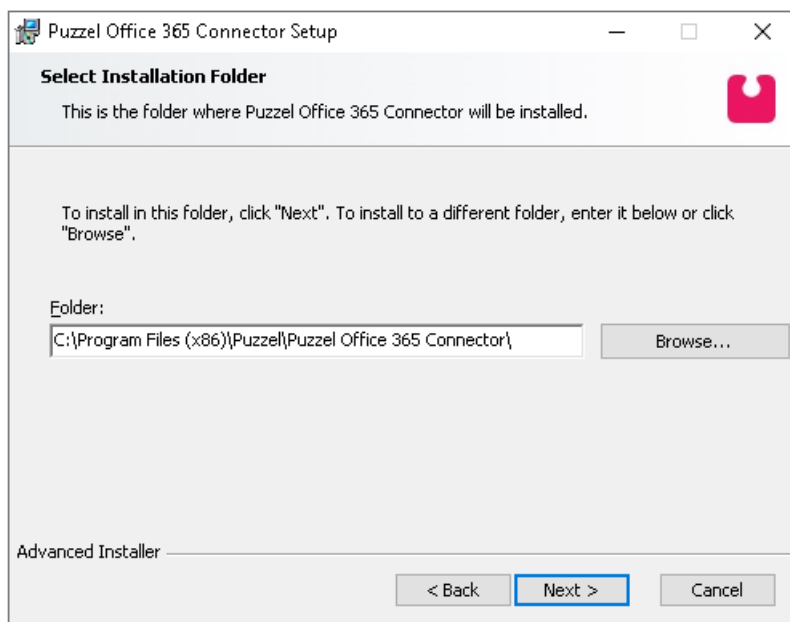 Puzzel Office 365 Connector Setup
Select Installation Folder
This is the folder where Puzzel Office 365 Connector will be installed.
To install in this folder, click "Next". To install to a different folder, enter it below or click
"Browse".
Folder:
C:\Program Files (x86)\Puzzel\Puzzel Office 365 Connector\
Browse...
Advanced Installer
< Back
Next >
Cancel